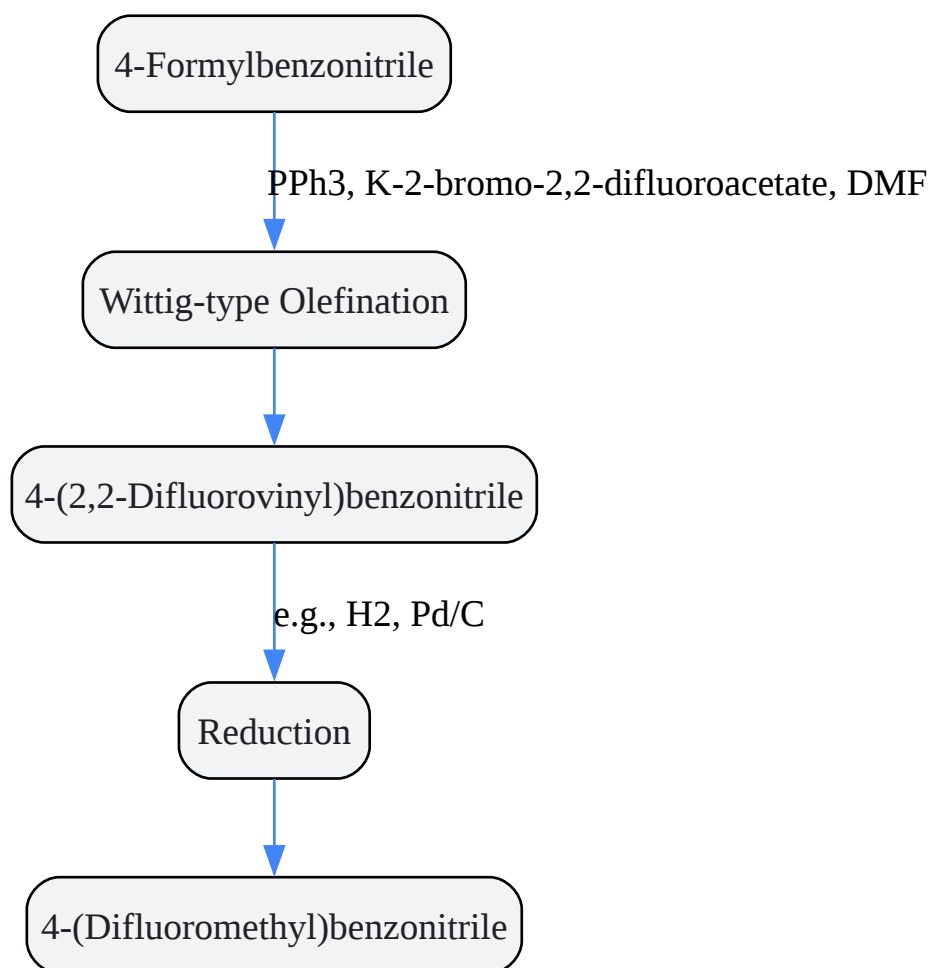 4-Formylbenzonitrile
PPh3, K-2-bromo-2,2-difluoroacetate, DMF
Wittig-type Olefination
4-(2,2-Difluorovinyl)benzonitrile
e.g., H2, Pd/C
Reduction
4-(Difluoromethyl)benzonitrile